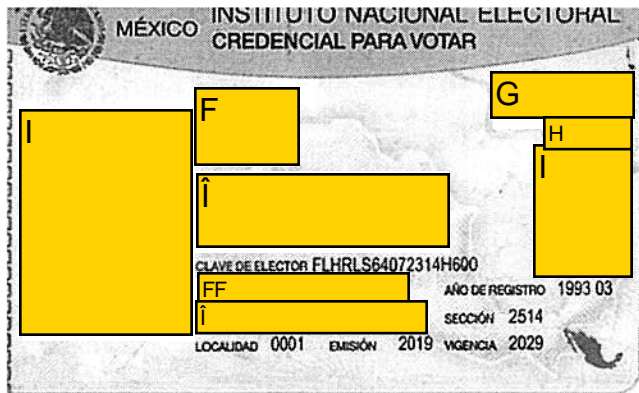 INSTITUTO NACIONAL ELECTORAL
MÉXICO CREDENCIAL PARA VOTAR
G
F
H
I
I
Î
CLAVE DE ELECTOR FLHRLS64072314H600
FF AÑO DE REGISTRO 1993 03
Î SECCIÓN 2514
LOCALIDAD 0001 EMISIÓN 2019 VIGENCIA 2029